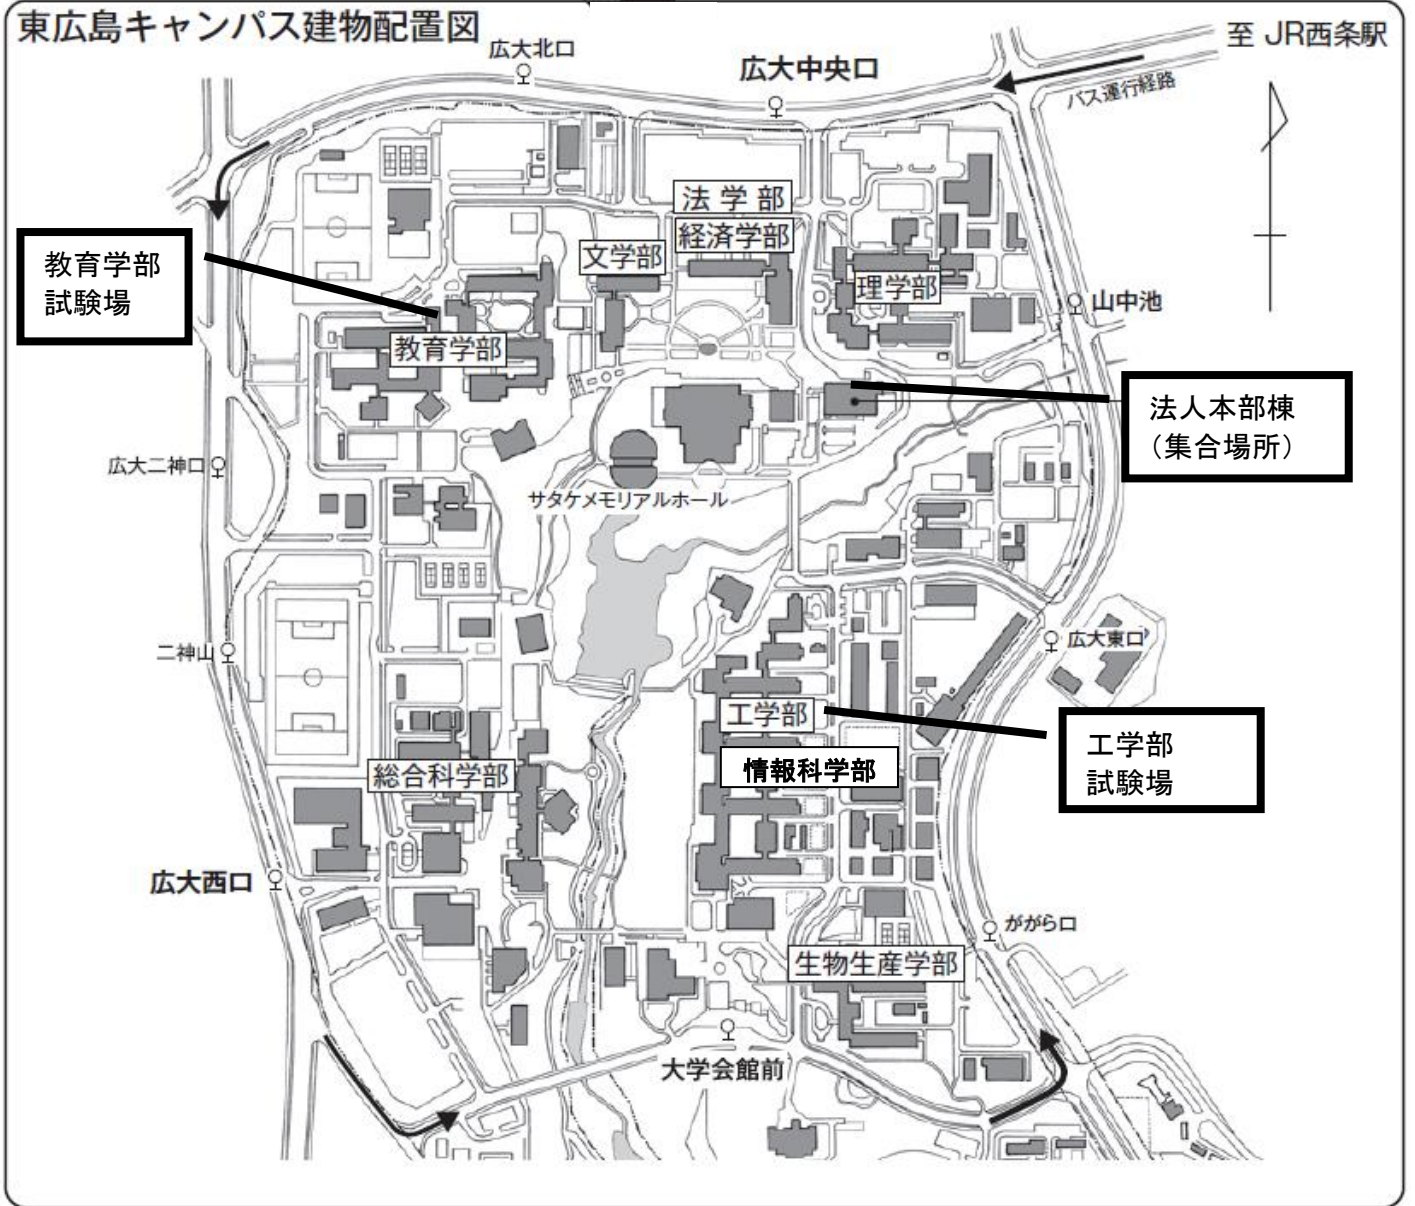 東広島キャンパス建物配置図
広大北口
広大中央口
至 JR西条駅
バス運行経路
法学部
経済学部
文学部
理学部
教育学部
試験場
山中池
教育学部
法人本部棟
（集合場所）
広大二神口
サタケメモリアルホール
二神山
広大東口
工学部
情報科学部
工学部
試験場
総合科学部
広大西口
ががら口
生物生産学部
大学会館前